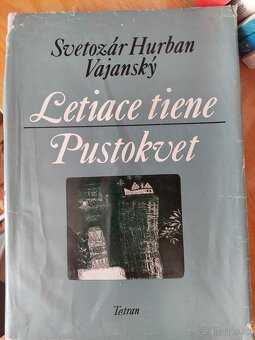 Svetozár Hurban
Vajanský
Letiace tiene
Pustokvet
Tatran